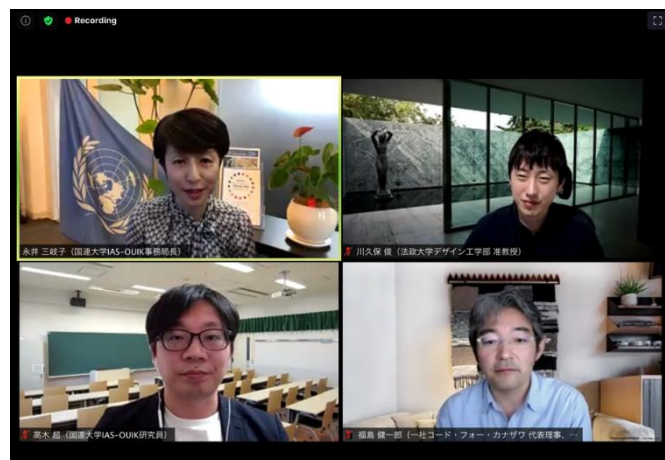 Recording
永井 三岐子（国連大学IAS-OUIK事務局長）
川久保 俊（法政大学デザイン工学部 准教授）
高木 超（国連大学IAS-OUIK研究員）
福島 健一郎（一社コード・フォー・カナザワ 代表理事、…